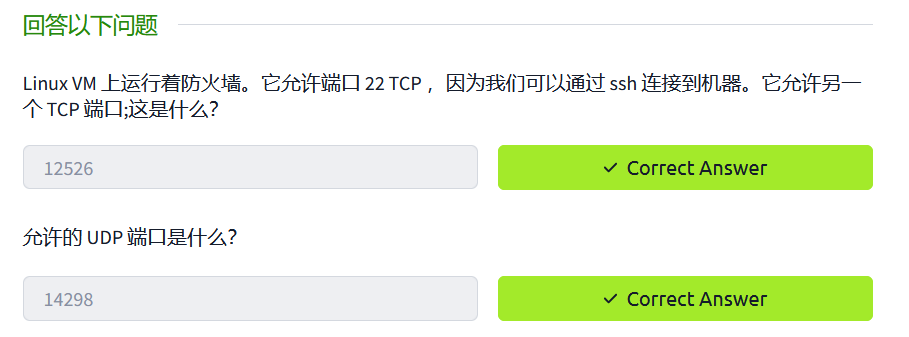 回答以下问题
Linux VM 上运行着防火墙。它允许端口 22 TCP ，因为我们可以通过 ssh 连接到机器。它允许另一
个 TCP 端口;这是什么？
12526
Correct Answer
允许的 UDP 端口是什么？
14298
Correct Answer